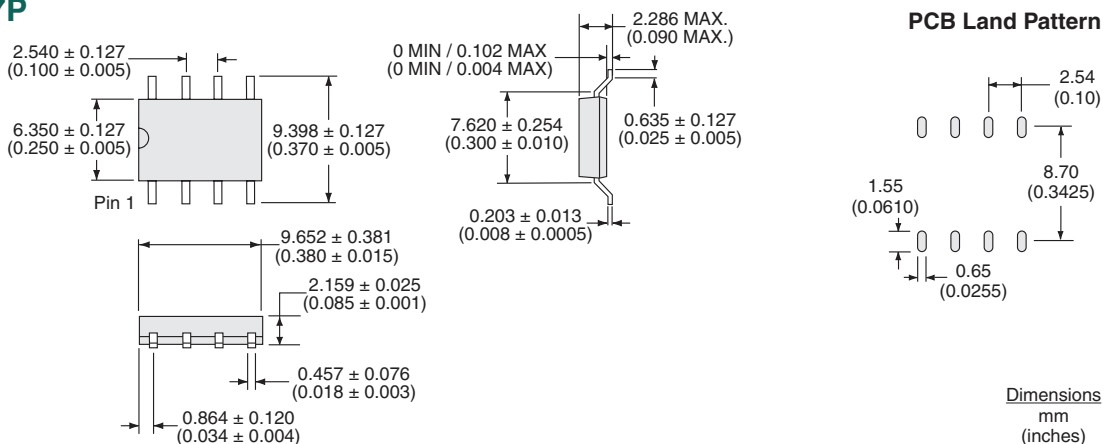 PCB Land Pattern
2.540 ± 0.127
(0.100 ± 0.005)
6.350 ± 0.127
(0.250 ± 0.005)
9.398 ± 0.127
(0.370 ± 0.005)
Pin 1
9.652 ± 0.381
(0.380 ± 0.015)
2.159 ± 0.025
(0.085 ± 0.001)
0.457 ± 0.076
(0.018 ± 0.003)
0.864 ± 0.120
(0.034 ± 0.004)
2.286 MAX.
(0.090 MAX.)
0 MIN / 0.102 MAX
(0 MIN / 0.004 MAX)
7.620 ± 0.254
(0.300 ± 0.010)
0.635 ± 0.127
(0.025 ± 0.005)
0.203 ± 0.013
(0.008 ± 0.0005)
2.54
(0.10)
8.70
(0.3425)
1.55
(0.0610)
0.65
(0.0255)
Dimensions
mm
(inches)